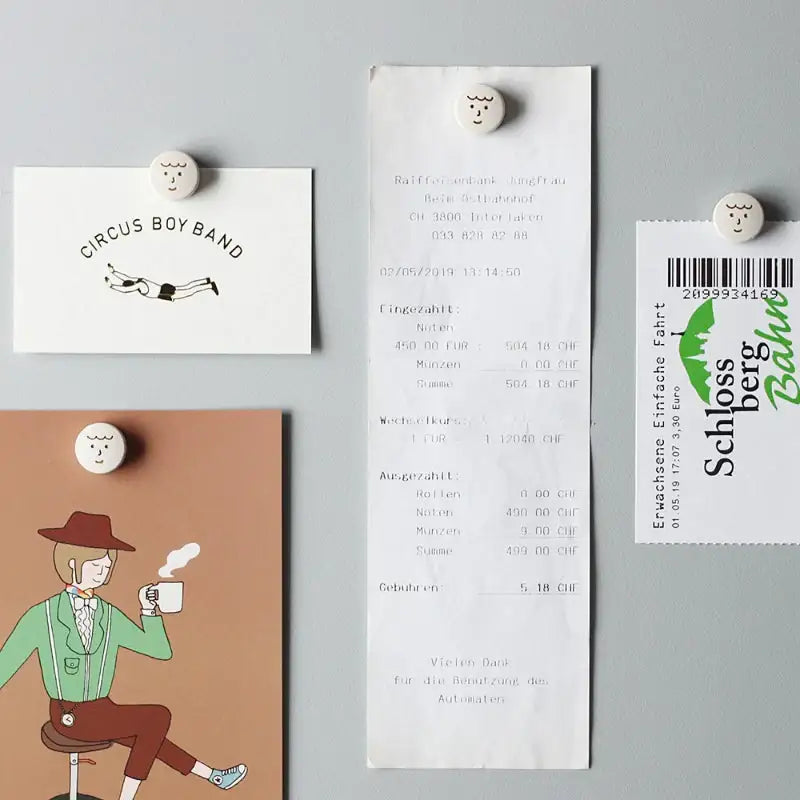 CIRCUS BOY BAND
Raiffeisenbank Jungfrau
Beim Ostbahnhof
CH 3800 Interlaken
033 828 82 88
02/05/2019 13:14:50
Eingezahlt:
Noten
450.00 EUR : 504.18 CHF
Münzen 0.00 CHF
Summe 504.18 CHF
Wechselkurs:
1 EUR 1.12040 CHF
Ausgezahlt:
Rollen 0.00 CHF
Noten 490.00 CHF
Münzen 9.00 CHF
Summe 499.00 CHF
Gebühren: 5.18 CHF
Vielen Dank
für die Benutzung des
Automaten
2099934169
Erwachsene Einfache Fahrt
01.05.19 17:07 3,30 Euro
Schloss
berg
Bahn